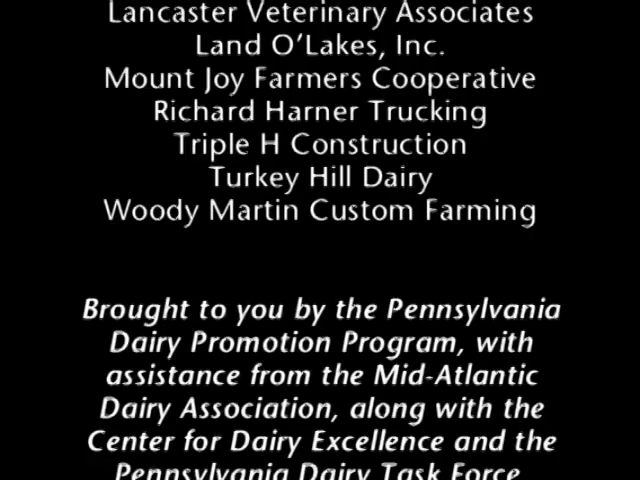 Lancaster Veterinary Associates
Land O’Lakes, Inc.
Mount Joy Farmers Cooperative
Richard Harner Trucking
Triple H Construction
Turkey Hill Dairy
Woody Martin Custom Farming
Brought to you by the Pennsylvania
Dairy Promotion Program, with
assistance from the Mid-Atlantic
Dairy Association, along with the
Center for Dairy Excellence and the
Pennsylvania Dairy Task Force